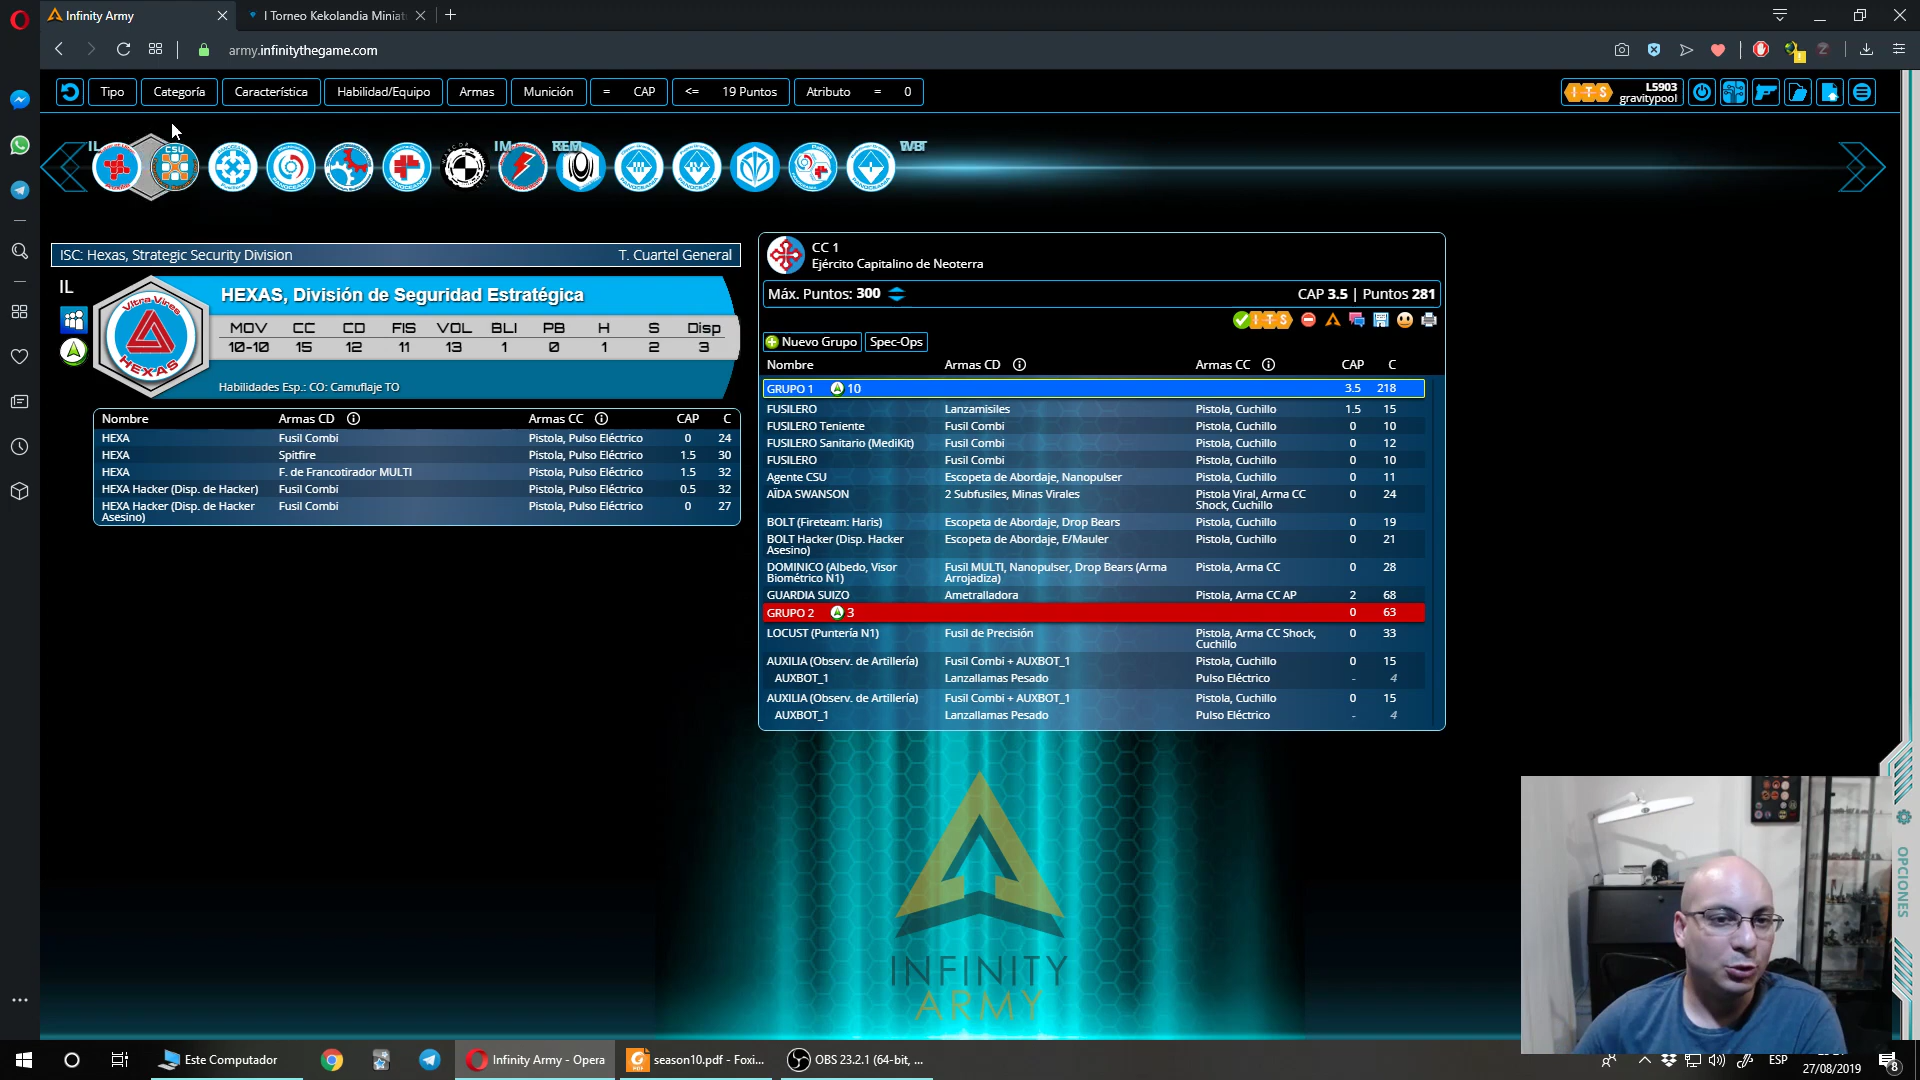 Infinity Army
I Torneo Kekolandia Miniat
army.infinitythegame.com
Tipo
Categoría
Característica
Habilidad/Equipo
Armas
Munición
= CAP
<= 19 Puntos
Atributo = 0
ITS
L5903
gravitypool
IL
CSU
REM
ISC: Hexas, Strategic Security Division
T. Cuartel General
IL
Ultra Vires
HEXAS
HEXAS, División de Seguridad Estratégica
MOV CC CD FIS VOL BLI PB H S Disp
10-10 15 12 11 13 1 0 1 2 3
Habilidades Esp.: CO: Camuflaje TO
Nombre Armas CD Armas CC CAP C
HEXA Fusil Combi Pistola, Pulso Eléctrico 0 24
HEXA Spitfire Pistola, Pulso Eléctrico 1.5 30
HEXA F. de Francotirador MULTI Pistola, Pulso Eléctrico 1.5 32
HEXA Hacker (Disp. de Hacker) Fusil Combi Pistola, Pulso Eléctrico 0.5 32
HEXA Hacker (Disp. de Hacker Fusil Combi Pistola, Pulso Eléctrico 0 27
Asesino)
CC 1
Ejército Capitalino de Neoterra
Máx. Puntos: 300
CAP 3.5 | Puntos 281
ITS
Nuevo Grupo
Spec-Ops
Nombre Armas CD Armas CC CAP C
GRUPO 1 10 3.5 218
FUSILERO Lanzamisiles Pistola, Cuchillo 1.5 15
FUSILERO Teniente Fusil Combi Pistola, Cuchillo 0 10
FUSILERO Sanitario (MediKit) Fusil Combi Pistola, Cuchillo 0 12
FUSILERO Fusil Combi Pistola, Cuchillo 0 10
Agente CSU Escopeta de Abordaje, Nanopulser Pistola, Cuchillo 0 11
AÏDA SWANSON 2 Subfusiles, Minas Virales Pistola Viral, Arma CC 0 24
Shock, Cuchillo
BOLT (Fireteam: Haris) Escopeta de Abordaje, Drop Bears Pistola, Cuchillo 0 19
BOLT Hacker (Disp. Hacker Escopeta de Abordaje, E/Mauler Pistola, Cuchillo 0 21
Asesino)
DOMINICO (Albedo, Visor Fusil MULTI, Nanopulser, Drop Bears (Arma Pistola, Arma CC 0 28
Biométrico N1) Arrojadiza)
GUARDIA SUIZO Ametralladora Pistola, Arma CC AP 2 68
GRUPO 2 3 0 63
LOCUST (Puntería N1) Fusil de Precisión Pistola, Arma CC Shock, 0 33
Cuchillo
AUXILIA (Observ. de Artillería) Fusil Combi + AUXBOT_1 Pistola, Cuchillo 0 15
AUXBOT_1 Lanzallamas Pesado Pulso Eléctrico - 4
AUXILIA (Observ. de Artillería) Fusil Combi + AUXBOT_1 Pistola, Cuchillo 0 15
AUXBOT_1 Lanzallamas Pesado Pulso Eléctrico - 4
INFINITY
ARMY
OPCIONES
Este Computador
Infinity Army - Opera
season10.pdf - Foxi...
OBS 23.2.1 (64-bit, ...
ESP
27/08/2019
8